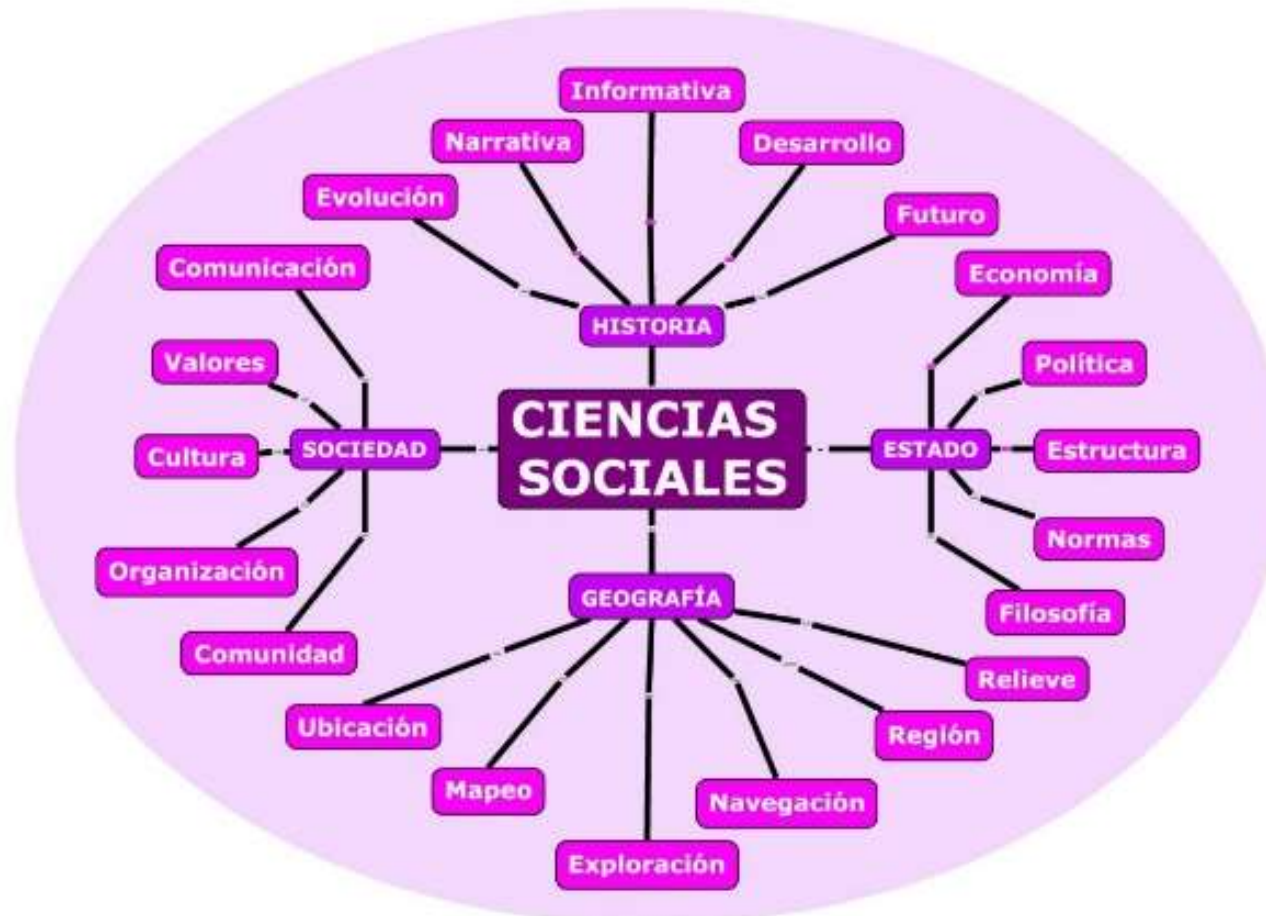 Informativa
Narrativa
Desarrollo
Evolución
Futuro
Comunicación
Economía
HISTORIA
Valores
Política
CIENCIAS
SOCIALES
Cultura
SOCIEDAD
ESTADO
Estructura
Organización
Normas
GEOGRAFÍA
Filosofía
Comunidad
Relieve
Ubicación
Región
Mapeo
Navegación
Exploración